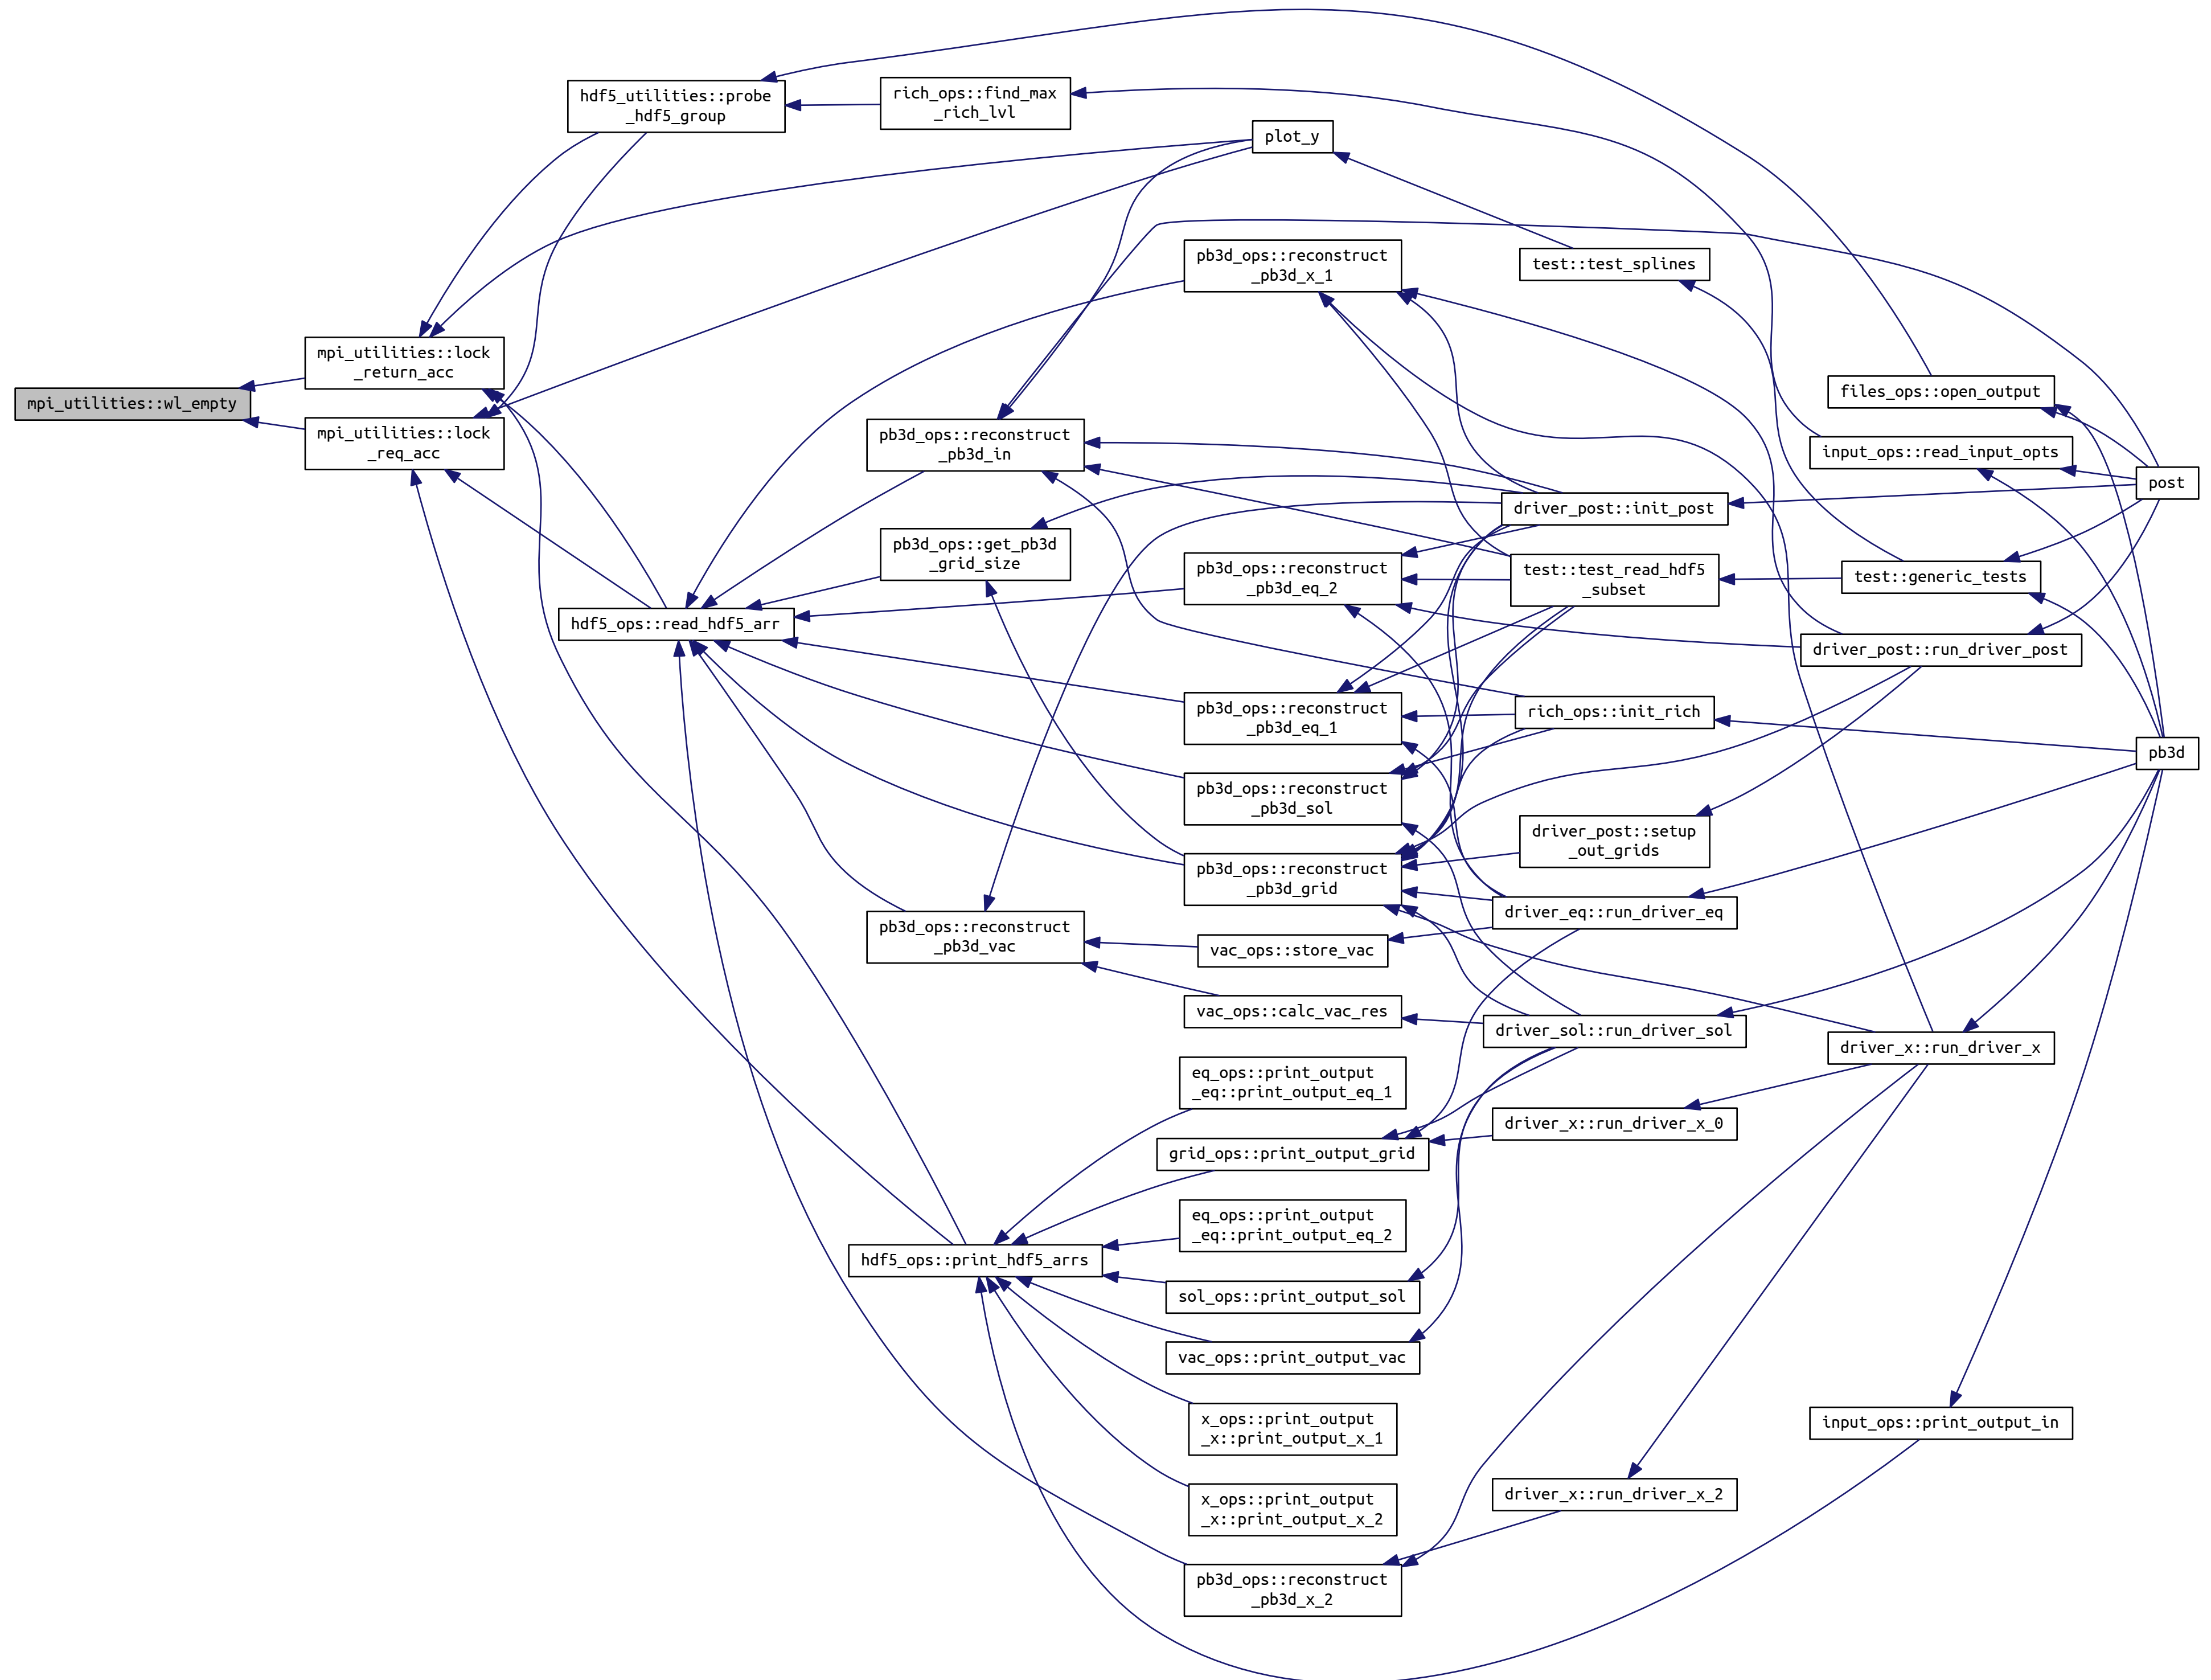 mpi_utilities::wl_empty
mpi_utilities::lock
_return_acc
mpi_utilities::lock
_req_acc
hdf5_utilities::probe
_hdf5_group
hdf5_ops::read_hdf5_arr
rich_ops::find_max
_rich_lvl
pb3d_ops::reconstruct
_pb3d_in
pb3d_ops::get_pb3d
_grid_size
pb3d_ops::reconstruct
_pb3d_vac
hdf5_ops::print_hdf5_arrs
plot_y
pb3d_ops::reconstruct
_pb3d_x_1
pb3d_ops::reconstruct
_pb3d_eq_2
pb3d_ops::reconstruct
_pb3d_eq_1
pb3d_ops::reconstruct
_pb3d_sol
pb3d_ops::reconstruct
_pb3d_grid
vac_ops::store_vac
vac_ops::calc_vac_res
eq_ops::print_output
_eq::print_output_eq_1
grid_ops::print_output_grid
eq_ops::print_output
_eq::print_output_eq_2
sol_ops::print_output_sol
vac_ops::print_output_vac
x_ops::print_output
_x::print_output_x_1
x_ops::print_output
_x::print_output_x_2
pb3d_ops::reconstruct
_pb3d_x_2
test::test_splines
driver_post::init_post
test::test_read_hdf5
_subset
rich_ops::init_rich
driver_post::setup
_out_grids
driver_eq::run_driver_eq
driver_sol::run_driver_sol
driver_x::run_driver_x_0
driver_x::run_driver_x_2
files_ops::open_output
input_ops::read_input_opts
test::generic_tests
driver_post::run_driver_post
driver_x::run_driver_x
input_ops::print_output_in
post
pb3d